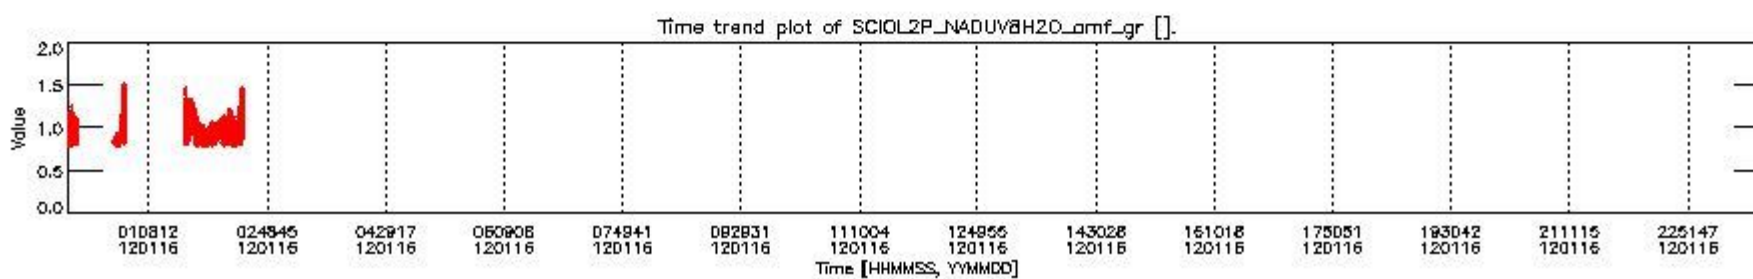 Time trend plot of SCIOL2P_NADUV8H2O_amf_gr [].
2.0
1.5
1.0
0.5
0.0
Value
010812 024845 042917 060908 074941 092931 111004 124955 143028 161018 175051 193042 211115 225147
120116 120116 120116 120116 120116 120116 120116 120116 120116 120116 120116 120116 120116 120116
Time [HHMMSS, YYMMDD]